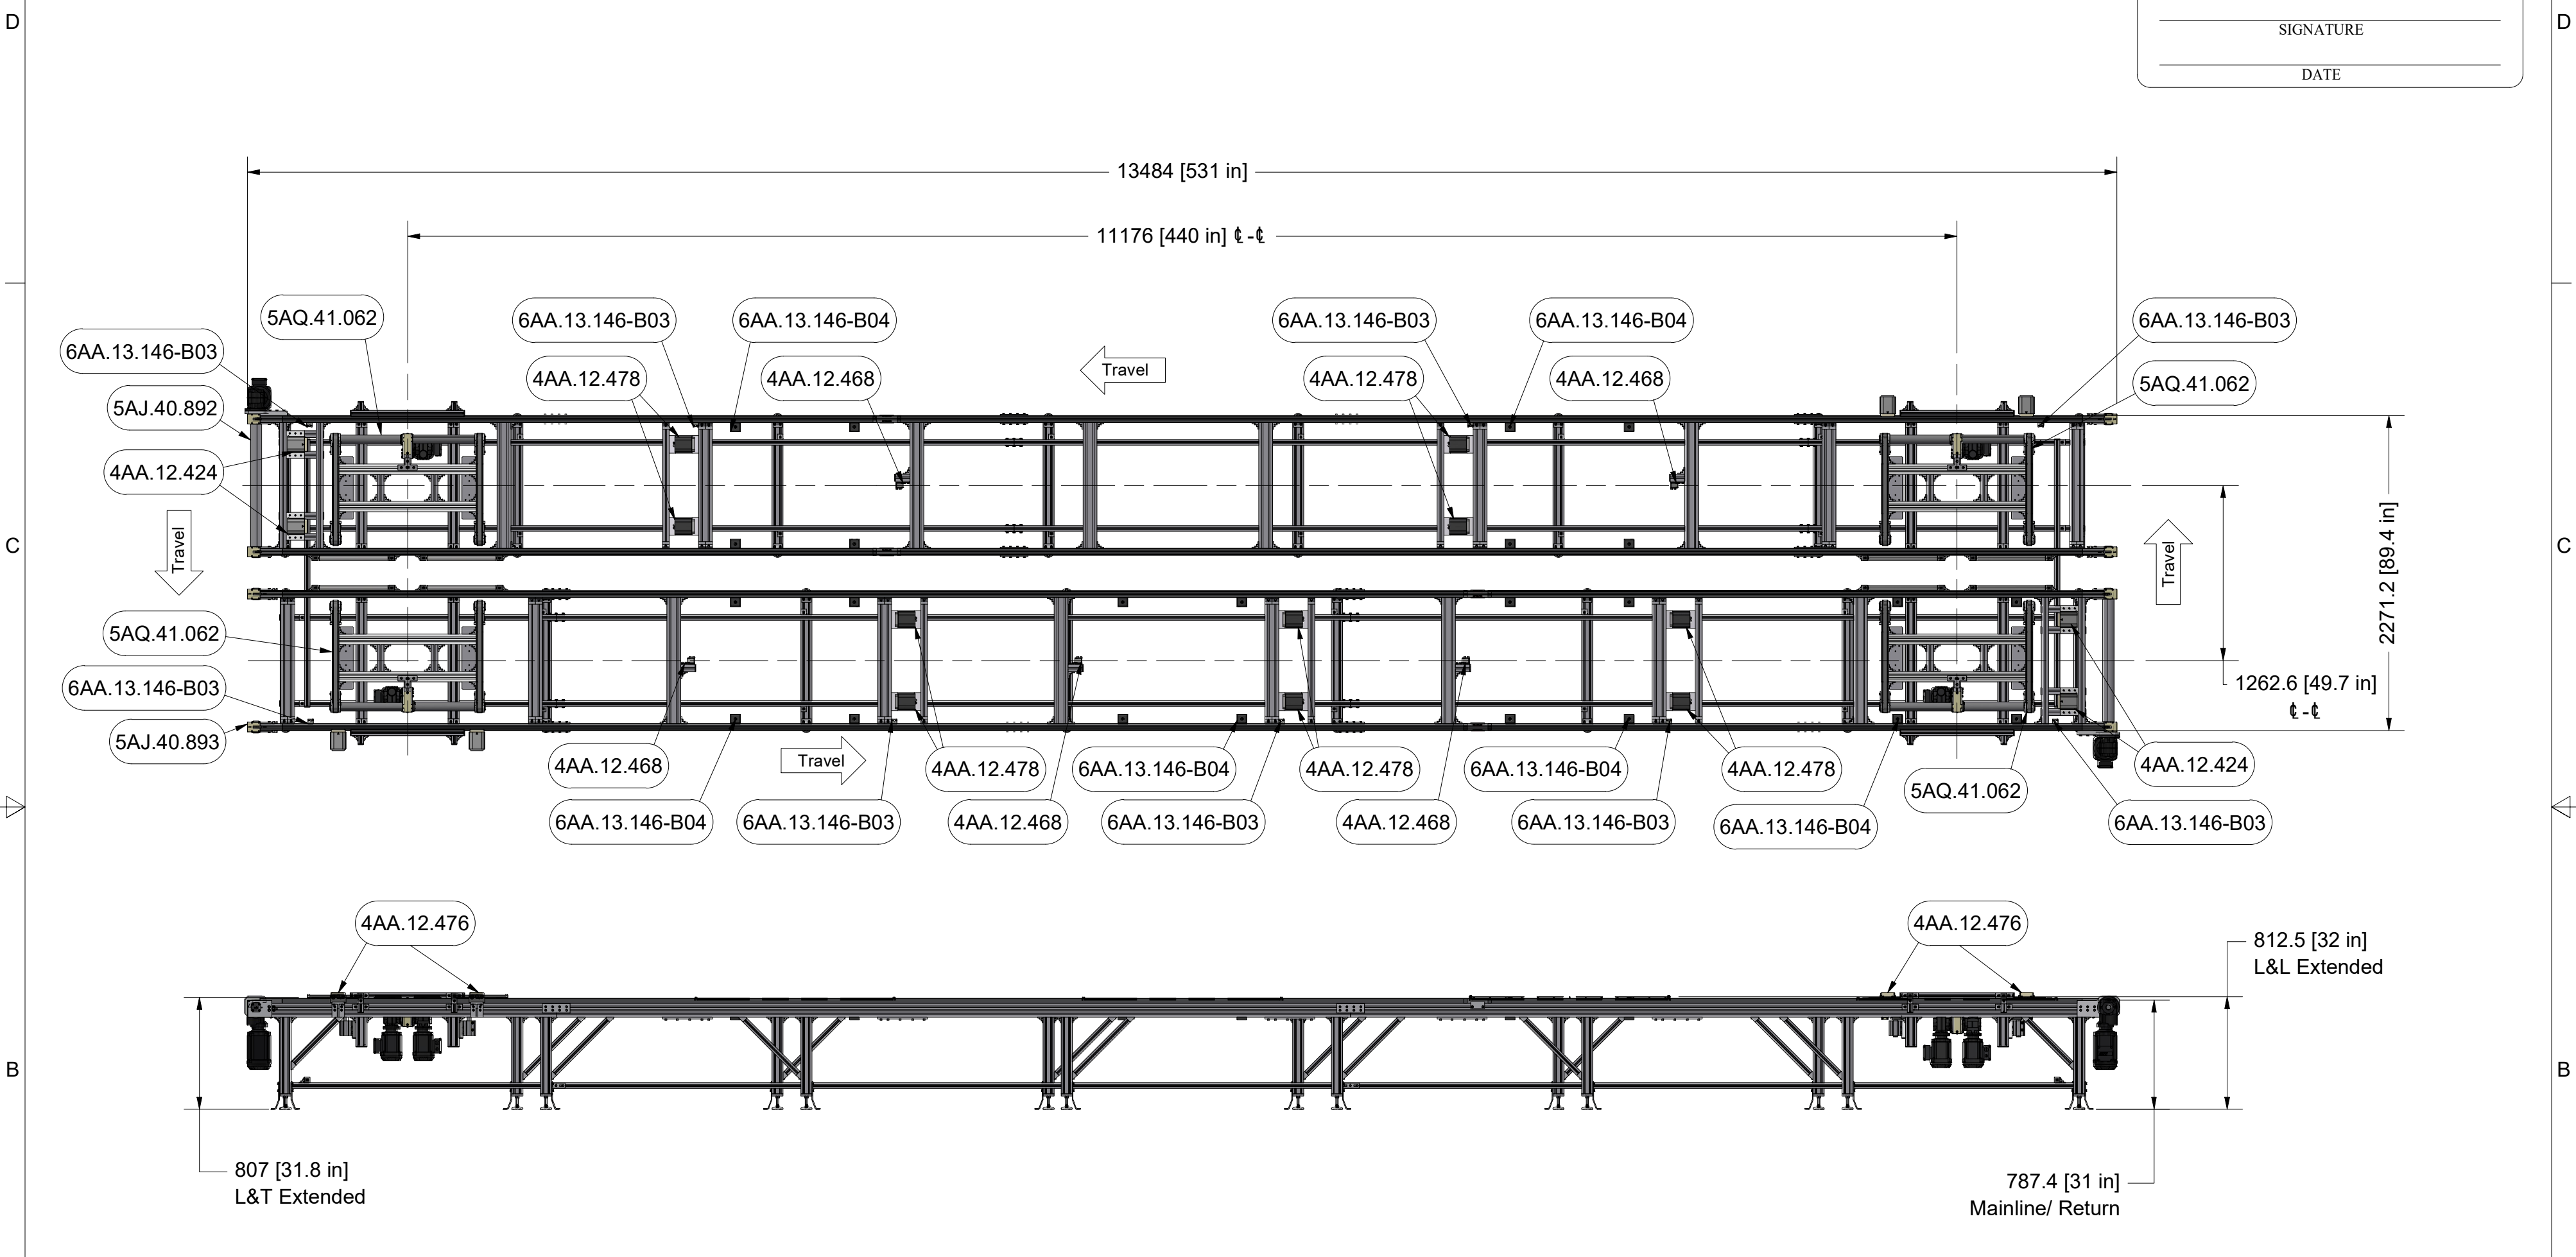 D
D
SIGNATURE
DATE
13484 [531 in]
11176 [440 in] ℄ -℄
5AQ.41.062
6AA.13.146-B03
6AA.13.146-B04
6AA.13.146-B03
6AA.13.146-B04
6AA.13.146-B03
6AA.13.146-B03
4AA.12.478
4AA.12.468
Travel
4AA.12.478
4AA.12.468
5AQ.41.062
5AJ.40.892
4AA.12.424
Travel
C
C
Travel
2271.2 [89.4 in]
5AQ.41.062
6AA.13.146-B03
1262.6 [49.7 in]
℄ -℄
5AJ.40.893
4AA.12.468
Travel
4AA.12.478
6AA.13.146-B04
4AA.12.478
6AA.13.146-B04
4AA.12.478
5AQ.41.062
4AA.12.424
6AA.13.146-B04
6AA.13.146-B03
4AA.12.468
6AA.13.146-B03
4AA.12.468
6AA.13.146-B03
6AA.13.146-B04
6AA.13.146-B03
4AA.12.476
4AA.12.476
812.5 [32 in]
L&L Extended
B
B
807 [31.8 in]
L&T Extended
787.4 [31 in]
Mainline/ Return